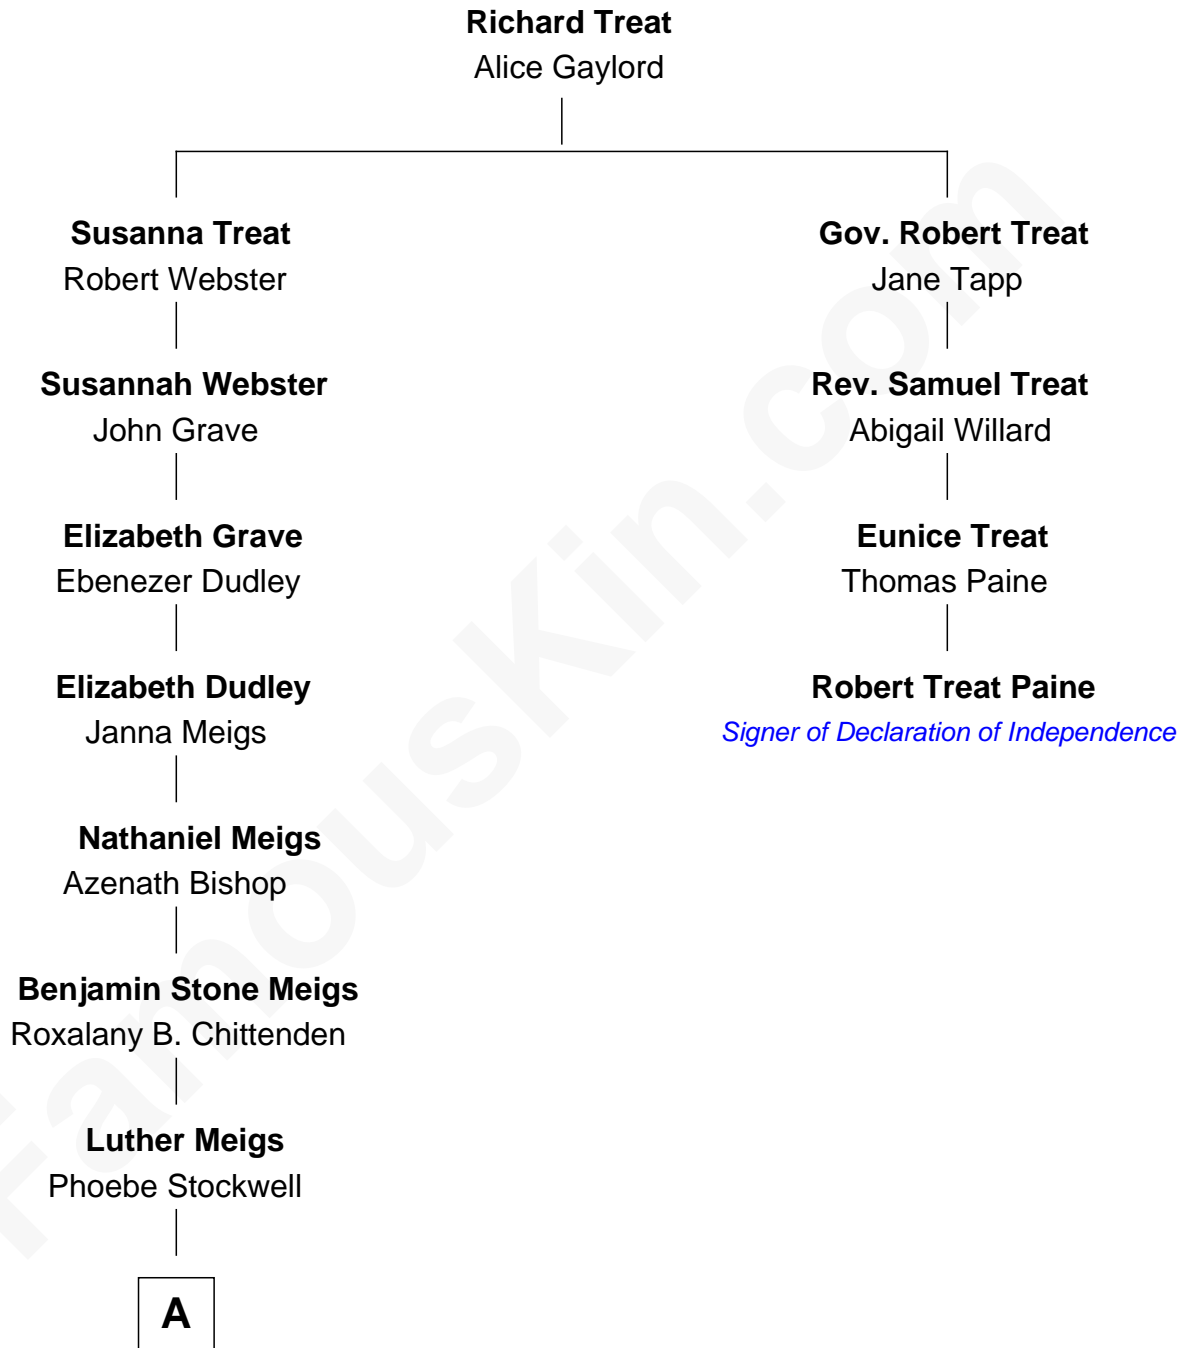 Richard Treat
Alice Gaylord
Susanna Treat
Robert Webster
Gov. Robert Treat
Jane Tapp
Susannah Webster
John Grave
Rev. Samuel Treat
Abigail Willard
Elizabeth Grave
Ebenezer Dudley
Eunice Treat
Thomas Paine
Elizabeth Dudley
Janna Meigs
Robert Treat Paine
Signer of Declaration of Independence
Nathaniel Meigs
Azenath Bishop
Benjamin Stone Meigs
Roxalany B. Chittenden
Luther Meigs
Phoebe Stockwell
A
FamousKin.com